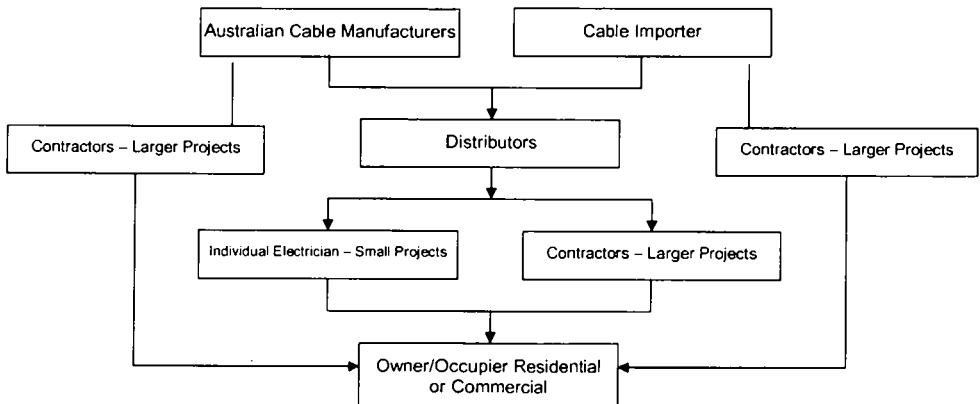 Australian Cable Manufacturers
Cable Importer
Contractors – Larger Projects
Distributors
Contractors – Larger Projects
Individual Electrician – Small Projects
Contractors – Larger Projects
Owner/Occupier Residential
or Commercial